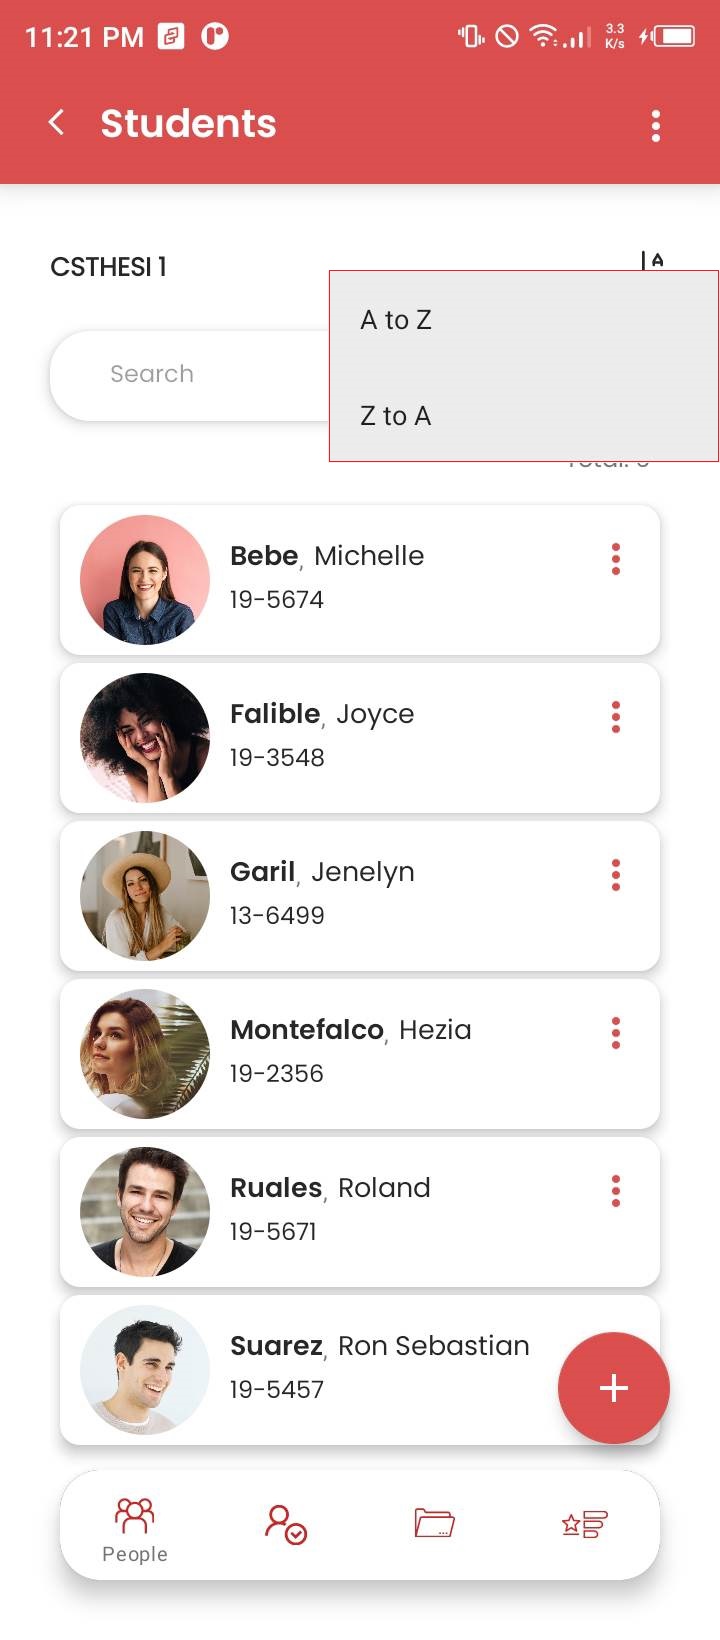 11:21 PM
3.3
K/s
Students
CSTHESI 1
A to Z
Search
Z to A
Bebe, Michelle
19-5674
Falible, Joyce
19-3548
Garil, Jenelyn
13-6499
Montefalco, Hezia
19-2356
Ruales, Roland
19-5671
Suarez, Ron Sebastian
19-5457
People